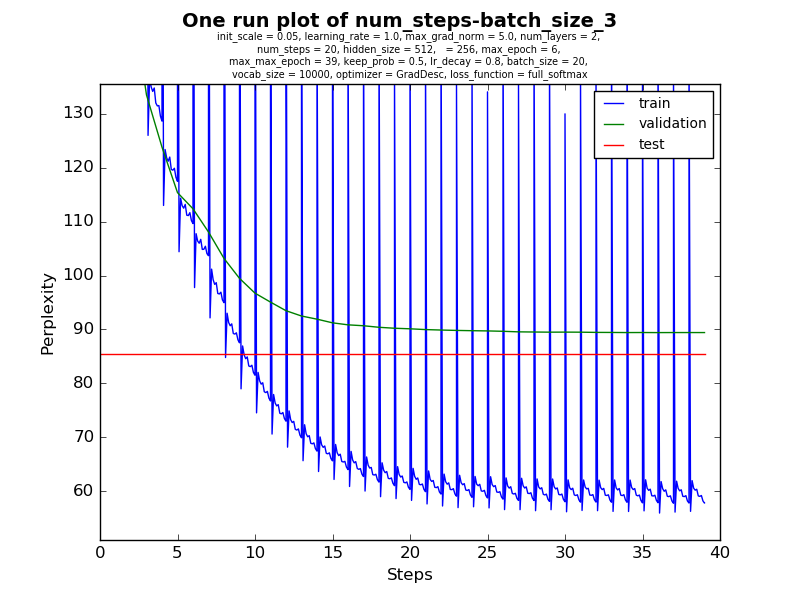 One run plot of num_steps-batch_size_3
init_scale = 0.05, learning_rate = 1.0, max_grad_norm = 5.0, num_layers = 2,
num_steps = 20, hidden_size = 512, = 256, max_epoch = 6,
max_max_epoch = 39, keep_prob = 0.5, lr_decay = 0.8, batch_size = 20,
vocab_size = 10000, optimizer = GradDesc, loss_function = full_softmax
train
validation
test
Perplexity
130
120
110
100
90
80
70
60
0 5 10 15 20 25 30 35 40
Steps